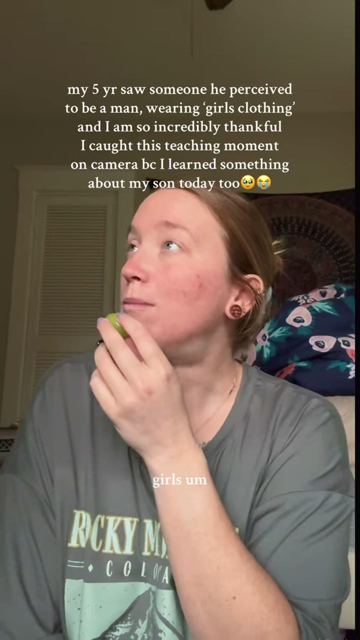 my 5 yr saw someone he perceived
to be a man, wearing ‘girls clothing’
and I am so incredibly thankful
I caught this teaching moment
on camera bc I learned something
about my son today too🥹😭
girls um
ROCKY M
COL